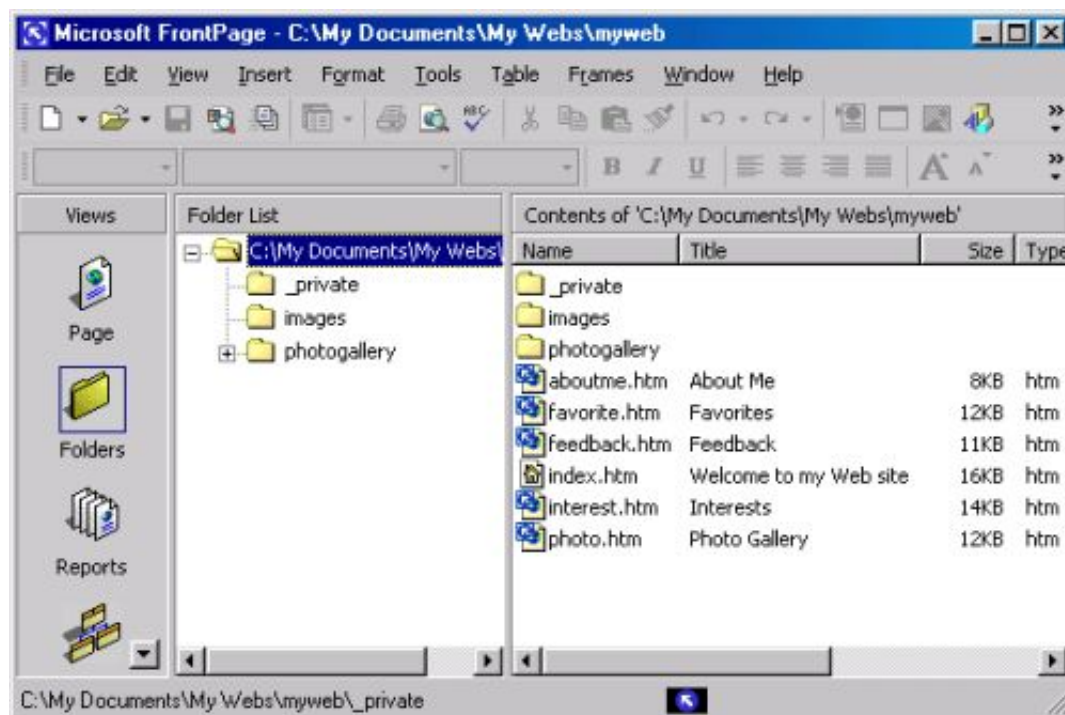 Microsoft FrontPage - C:\My Documents\My Webs\myweb
File Edit View Insert Format Tools Table Frames Window Help
ABC
B I U A A
Views
Page
Folders
Reports
Folder List
C:\My Documents\My Webs\
_private
images
photogallery
Contents of 'C:\My Documents\My Webs\myweb'
Name Title Size Type
_private
images
photogallery
aboutme.htm About Me 8KB htm
favorite.htm Favorites 12KB htm
feedback.htm Feedback 11KB htm
index.htm Welcome to my Web site 16KB htm
interest.htm Interests 14KB htm
photo.htm Photo Gallery 12KB htm
C:\My Documents\My Webs\myweb\_private